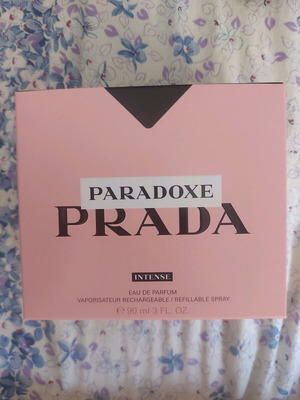 PARADOXE
PRADA
INTENSE
EAU DE PARFUM
VAPORISATEUR RECHARGEABLE / REFILLABLE SPRAY
℮ 90 ml 3 FL. OZ.